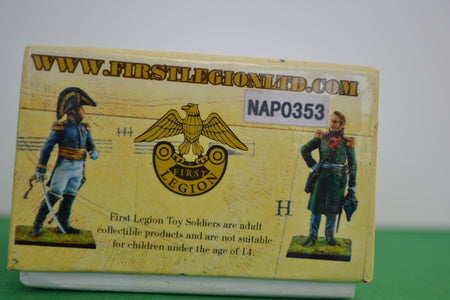 WWW.FIRSTLEGIONLTD.COM
NAP0353
444
FIRST
LEGION
H
First Legion Toy Soldiers are adult
collectible products and are not suitable
for children under the age of 14.